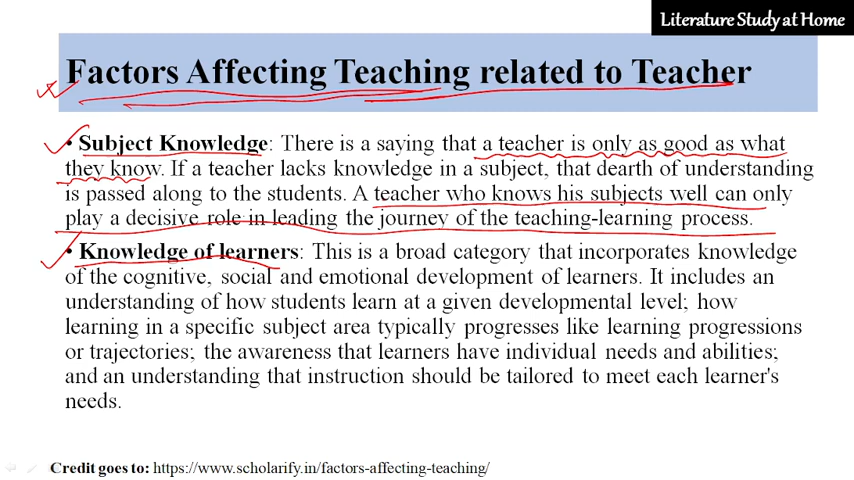 Literature Study at Home
Factors Affecting Teaching related to Teacher
• Subject Knowledge: There is a saying that a teacher is only as good as what
they know. If a teacher lacks knowledge in a subject, that dearth of understanding
is passed along to the students. A teacher who knows his subjects well can only
play a decisive role in leading the journey of the teaching-learning process.
• Knowledge of learners: This is a broad category that incorporates knowledge
of the cognitive, social and emotional development of learners. It includes an
understanding of how students learn at a given developmental level; how
learning in a specific subject area typically progresses like learning progressions
or trajectories; the awareness that learners have individual needs and abilities;
and an understanding that instruction should be tailored to meet each learner's
needs.
Credit goes to: https://www.scholarify.in/factors-affecting-teaching/